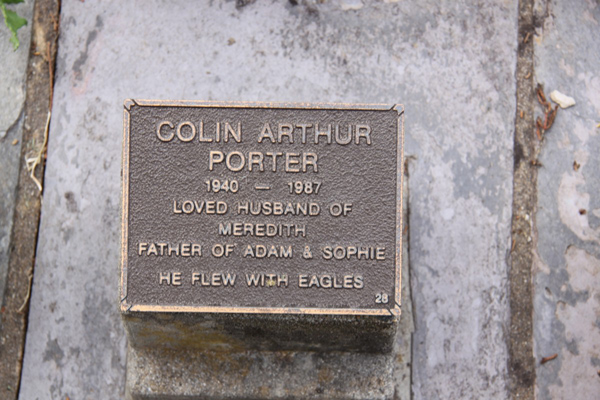 COLIN ARTHUR
PORTER
1940 — 1987
LOVED HUSBAND OF
MEREDITH
FATHER OF ADAM & SOPHIE
HE FLEW WITH EAGLES
28